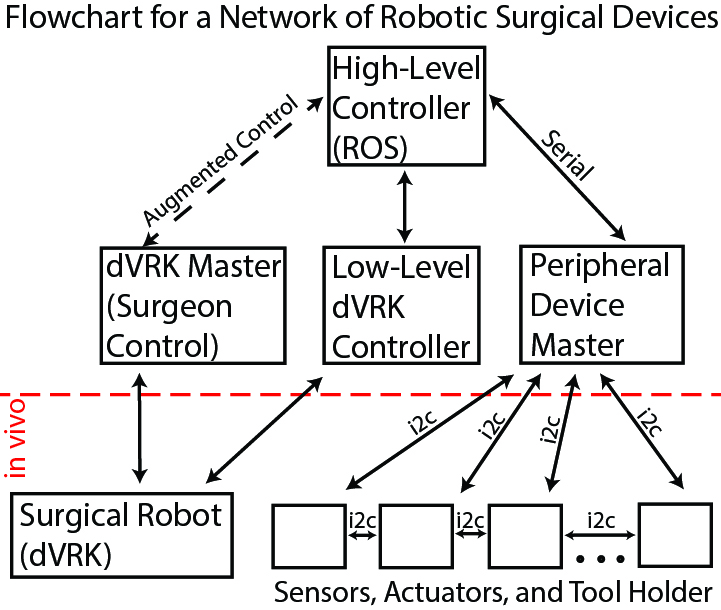 Flowchart for a Network of Robotic Surgical Devices
High-Level
Controller
(ROS)
Augmented Control
Serial
dVRK Master
(Surgeon
Control)
Low-Level
dVRK
Controller
Peripheral
Device
Master
in vivo
i2c
i2c
i2c
i2c
Surgical Robot
(dVRK)
i2c
i2c
i2c
...
Sensors, Actuators, and Tool Holder